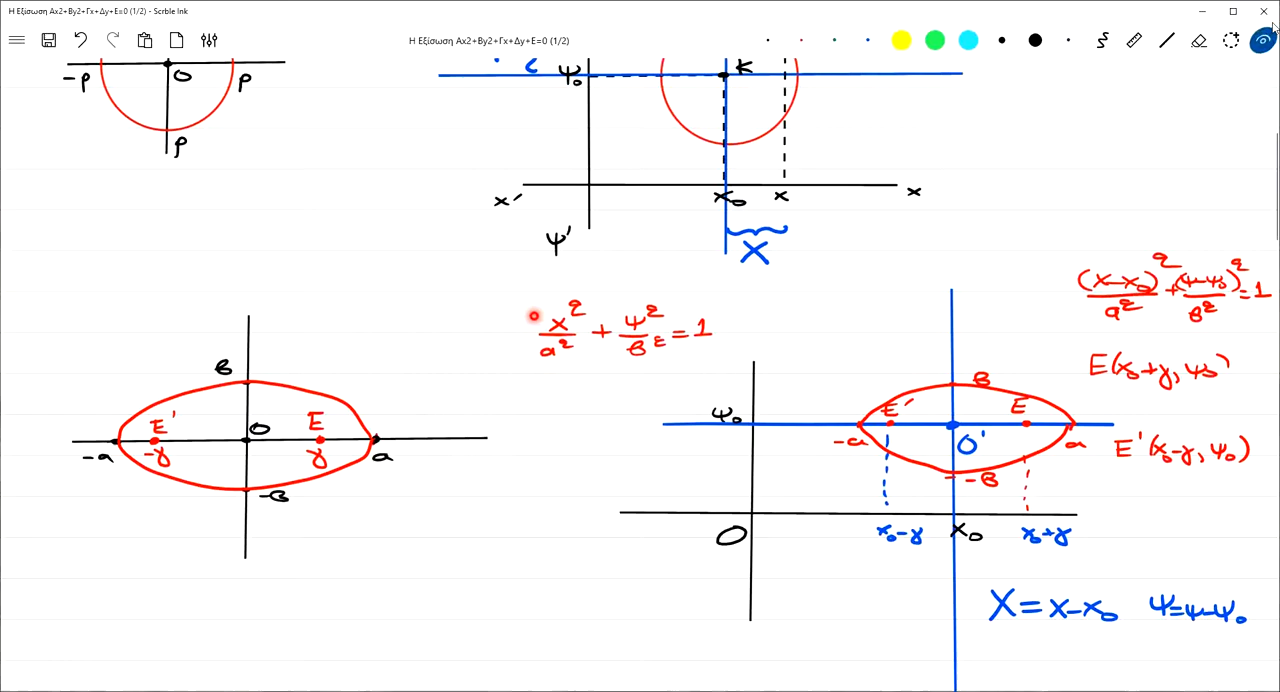 Η Εξίσωση Αx2+By2+Γx+Δy+E=0 (1/2) - Scrble Ink
Η Εξίσωση Αx2+By2+Γx+Δy+E=0 (1/2)
-ρ O ρ
ρ
ψ₀ K
x' x₀ x x
ψ' X
x²/α² + ψ²/β² = 1
(x-x₀)²/α² + (ψ-ψ₀)²/β² = 1
E(x₀+γ, ψ₀)
E'(x₀-γ, ψ₀)
β
E' O E
-α -γ γ α
-β
ψ₀ β
E' E
-α O' α
-β
O x₀-γ x₀ x₀+γ
X = x-x₀ Ψ=ψ-ψ₀